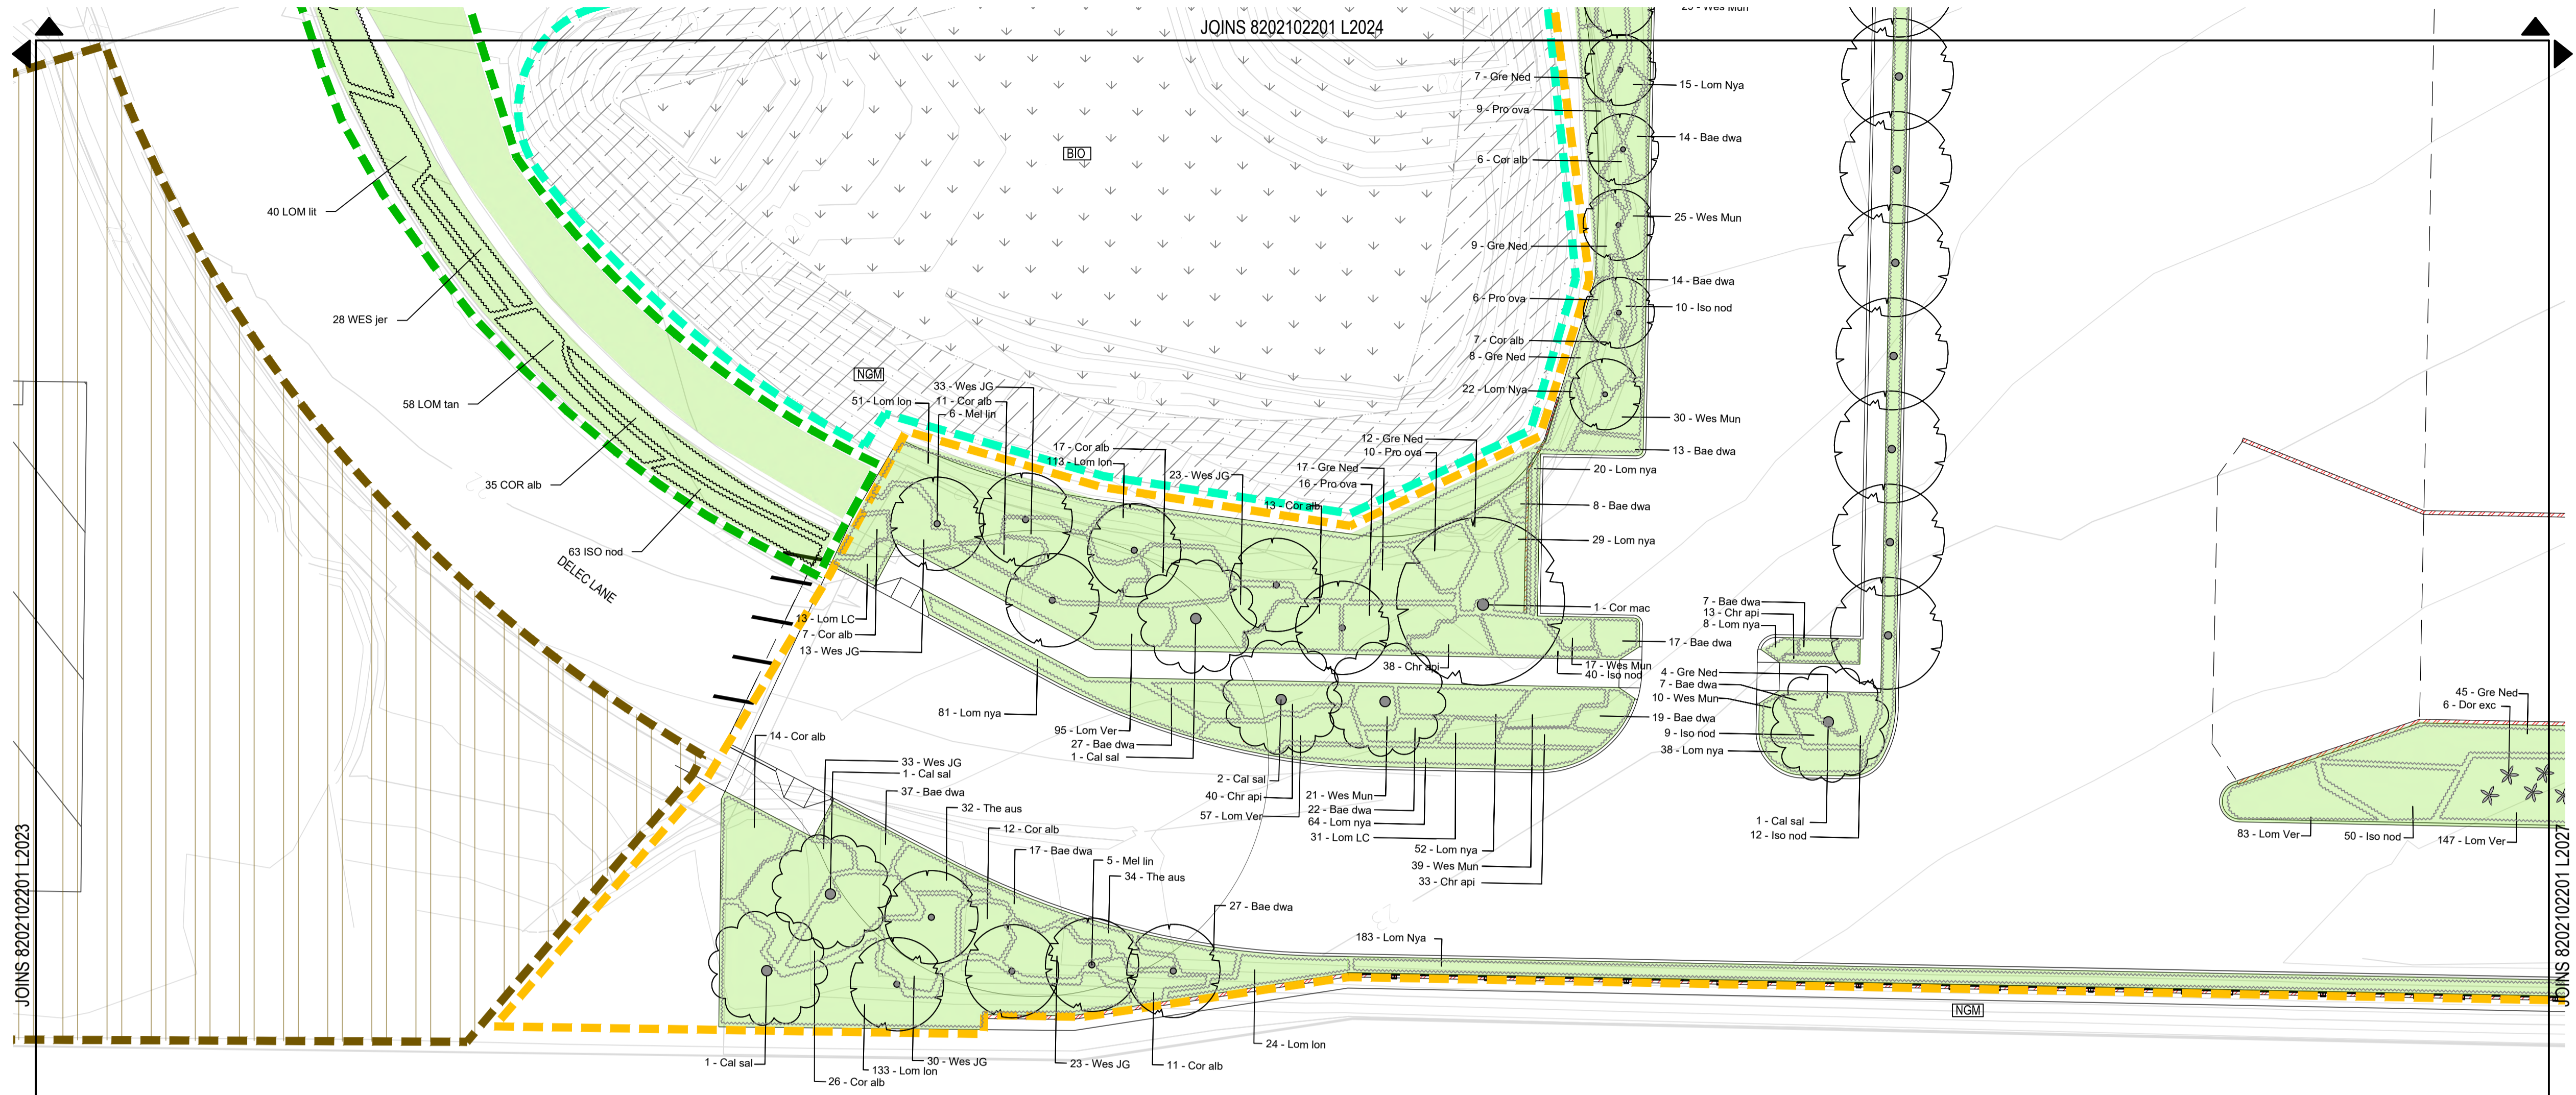 JOINS 8202102201 L2024
7 - Gre Ned
15 - Lom Nya
9 - Pro ova
14 - Bae dwa
BIO
6 - Cor alb
40 LOM lit
25 - Wes Mun
9 - Gre Ned
14 - Bae dwa
6 - Pro ova
10 - Iso nod
28 WES jer
7 - Cor alb
8 - Gre Ned
NGM
33 - Wes JG
22 - Lom Nya
51 - Lom lon
11 - Cor alb
58 LOM tan
6 - Mel lin
30 - Wes Mun
12 - Gre Ned
17 - Cor alb
10 - Pro ova
13 - Bae dwa
113 - Lom lon
17 - Gre Ned
20 - Lom nya
23 - Wes JG
16 - Pro ova
35 COR alb
13 - Cor alb
8 - Bae dwa
29 - Lom nya
63 ISO nod
DELEC LANE
1 - Cor mac
7 - Bae dwa
13 - Chr api
8 - Lom nya
13 - Lom LC
7 - Cor alb
13 - Wes JG
17 - Bae dwa
38 - Chr api
17 - Wes Mun
40 - Iso nod
4 - Gre Ned
7 - Bae dwa
10 - Wes Mun
45 - Gre Ned
6 - Dor exc
81 - Lom nya
19 - Bae dwa
95 - Lom Ver
27 - Bae dwa
1 - Cal sal
9 - Iso nod
38 - Lom nya
14 - Cor alb
33 - Wes JG
1 - Cal sal
2 - Cal sal
37 - Bae dwa
40 - Chr api
21 - Wes Mun
32 - The aus
57 - Lom Ver
22 - Bae dwa
64 - Lom nya
31 - Lom LC
1 - Cal sal
12 - Iso nod
83 - Lom Ver
50 - Iso nod
147 - Lom Ver
12 - Cor alb
17 - Bae dwa
52 - Lom nya
5 - Mel lin
39 - Wes Mun
34 - The aus
33 - Chr api
27 - Bae dwa
JOINS 8202102201 L2023
JOINS 8202102201 L2027
183 - Lom Nya
NGM
24 - Lom lon
1 - Cal sal
30 - Wes JG
23 - Wes JG
11 - Cor alb
133 - Lom lon
26 - Cor alb